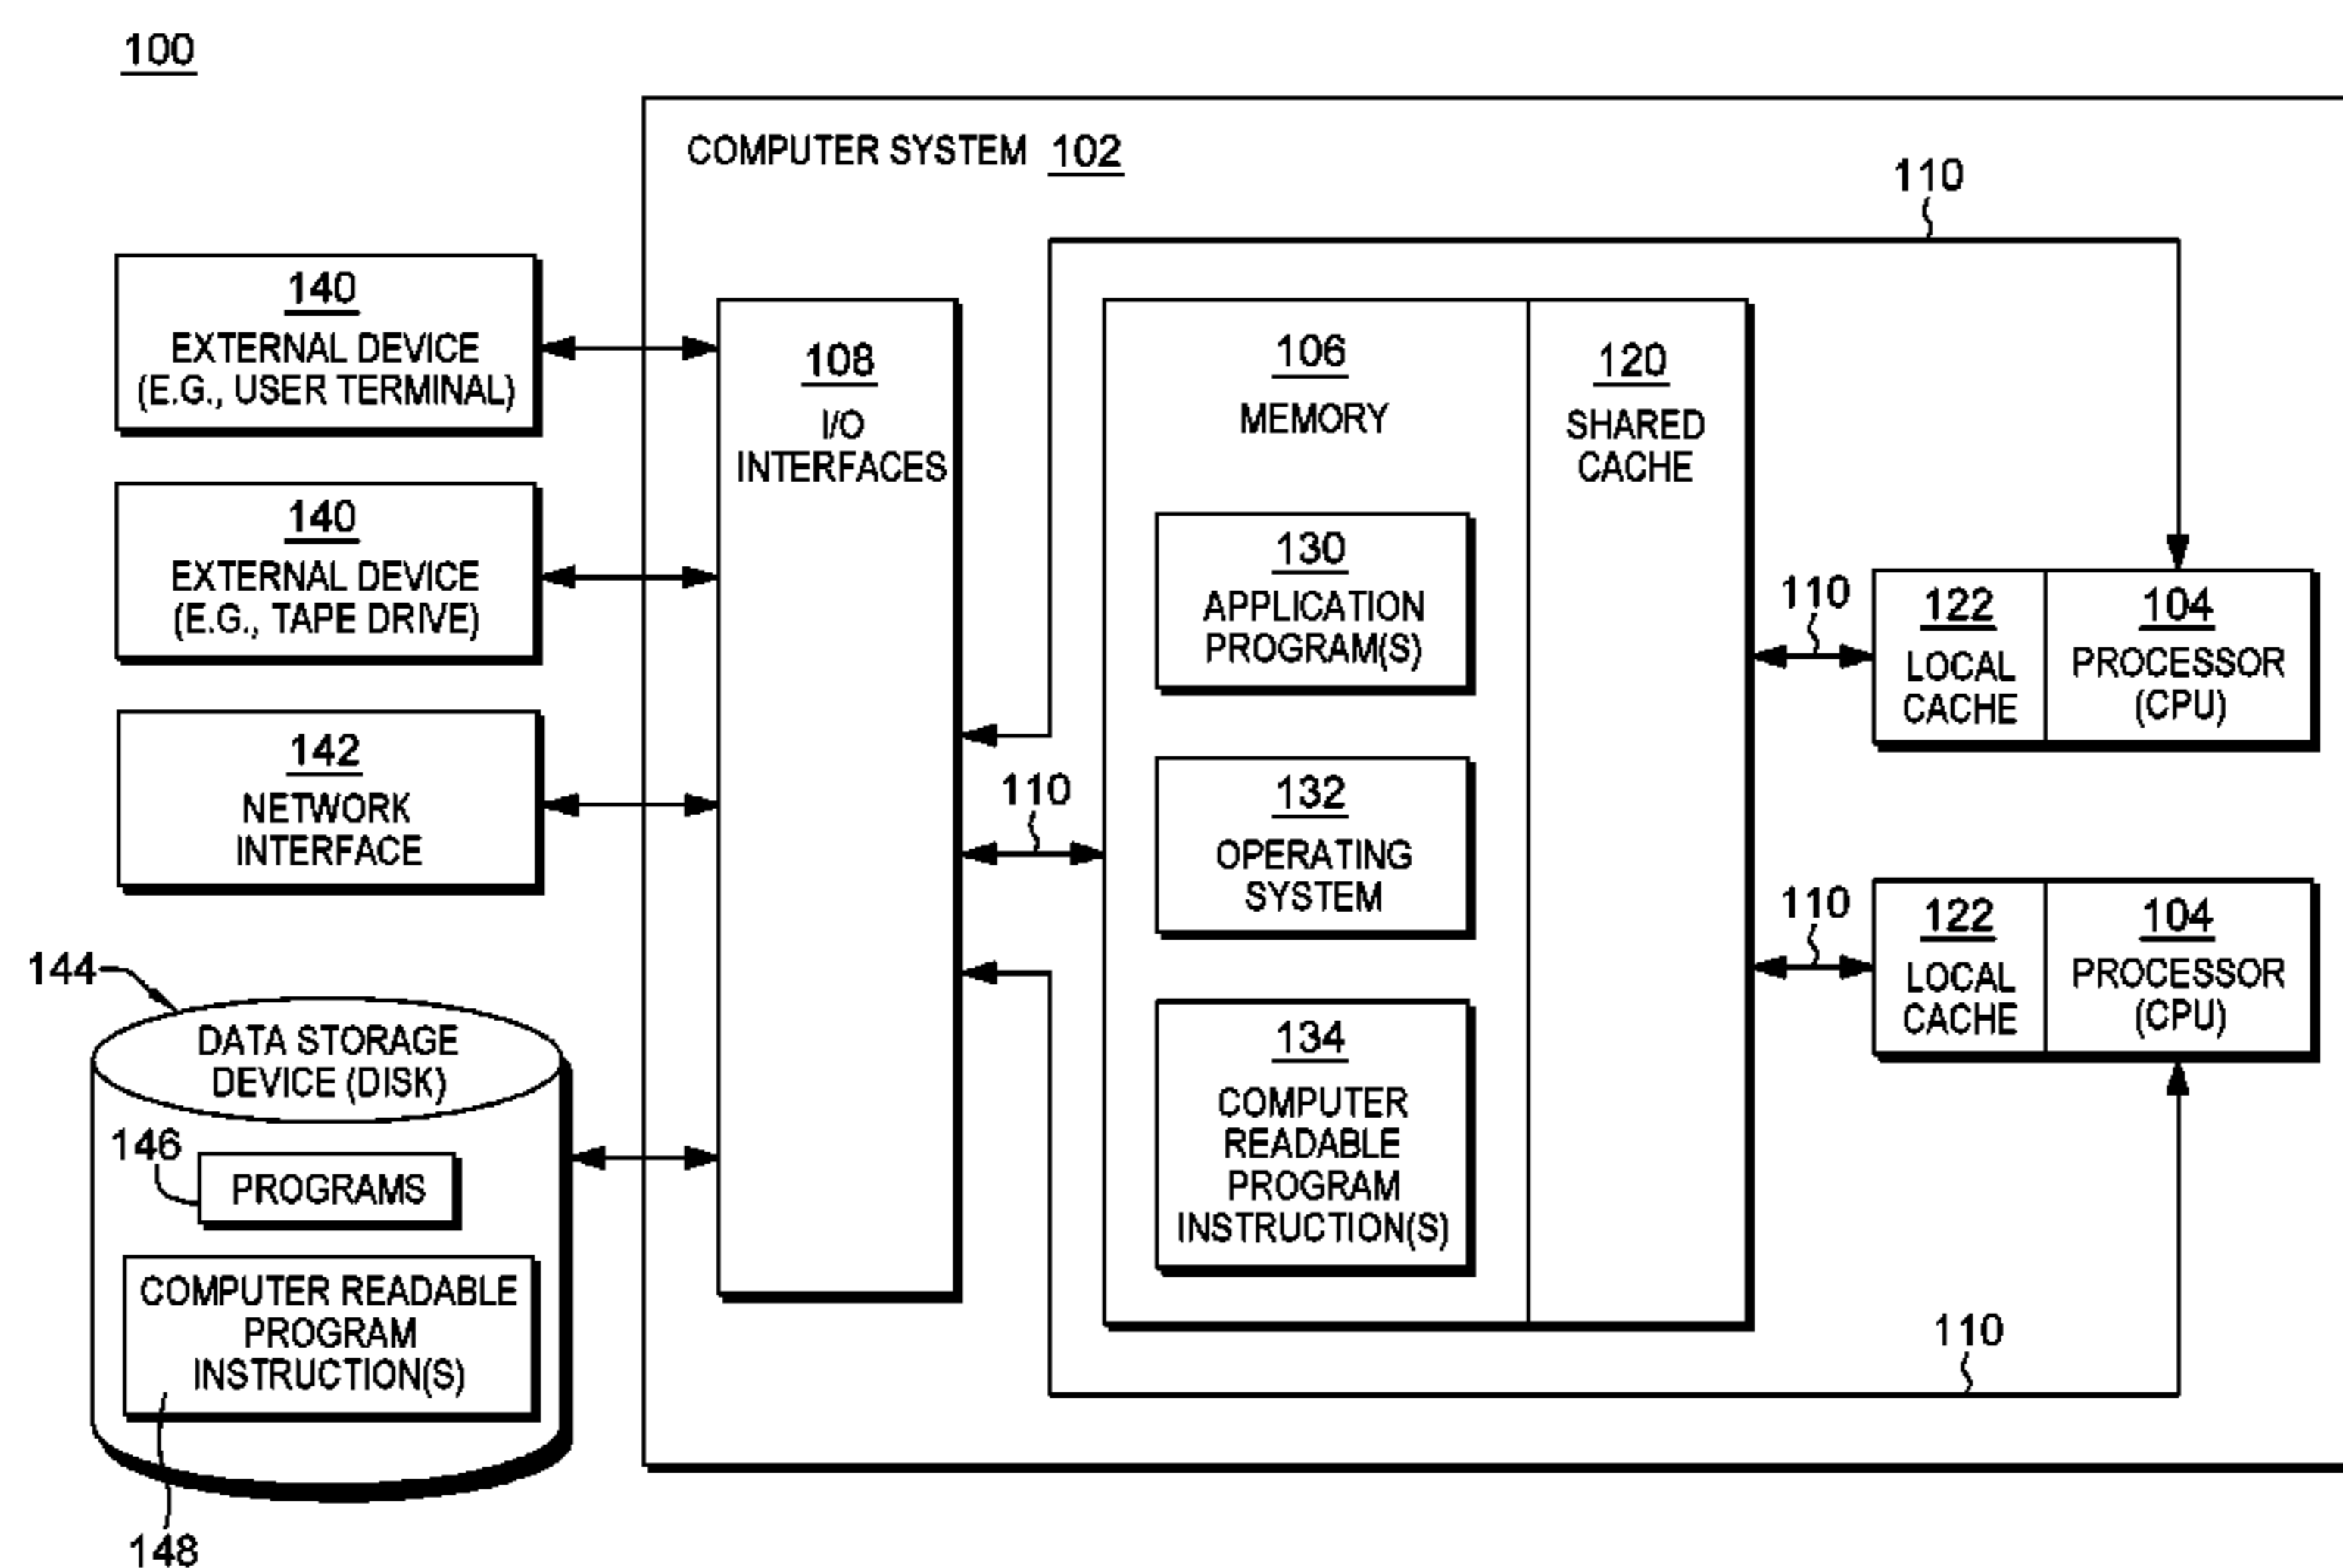 100
COMPUTER SYSTEM 102
110
140
EXTERNAL DEVICE
(E.G., USER TERMINAL)
140
EXTERNAL DEVICE
(E.G., TAPE DRIVE)
142
NETWORK
INTERFACE
144
DATA STORAGE
DEVICE (DISK)
146
PROGRAMS
COMPUTER READABLE
PROGRAM
INSTRUCTION(S)
148
108
I/O
INTERFACES
110
106
MEMORY
130
APPLICATION
PROGRAM(S)
132
OPERATING
SYSTEM
134
COMPUTER
READABLE
PROGRAM
INSTRUCTION(S)
120
SHARED
CACHE
110
122
LOCAL
CACHE
104
PROCESSOR
(CPU)
110
122
LOCAL
CACHE
104
PROCESSOR
(CPU)
110